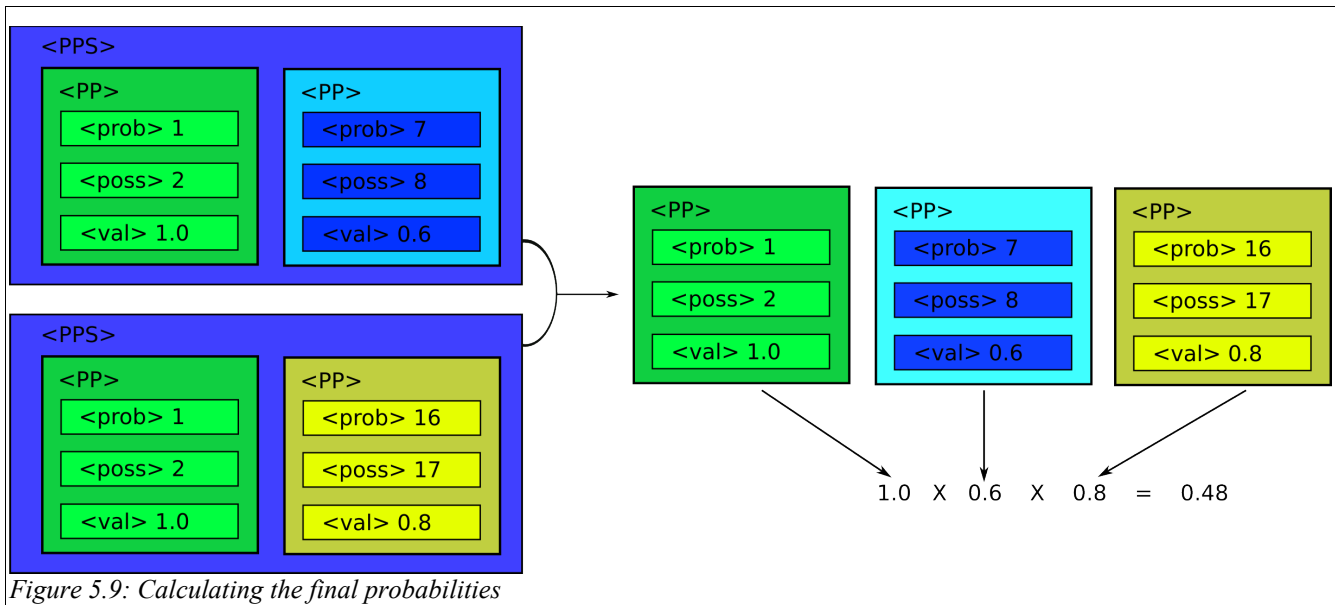 <PPS>
<PP>
<prob> 1
<poss> 2
<val> 1.0
<PP>
<prob> 7
<poss> 8
<val> 0.6
<PPS>
<PP>
<prob> 1
<poss> 2
<val> 1.0
<PP>
<prob> 16
<poss> 17
<val> 0.8
<PP>
<prob> 1
<poss> 2
<val> 1.0
<PP>
<prob> 7
<poss> 8
<val> 0.6
<PP>
<prob> 16
<poss> 17
<val> 0.8
1.0 X 0.6 X 0.8 = 0.48
Figure 5.9: Calculating the final probabilities